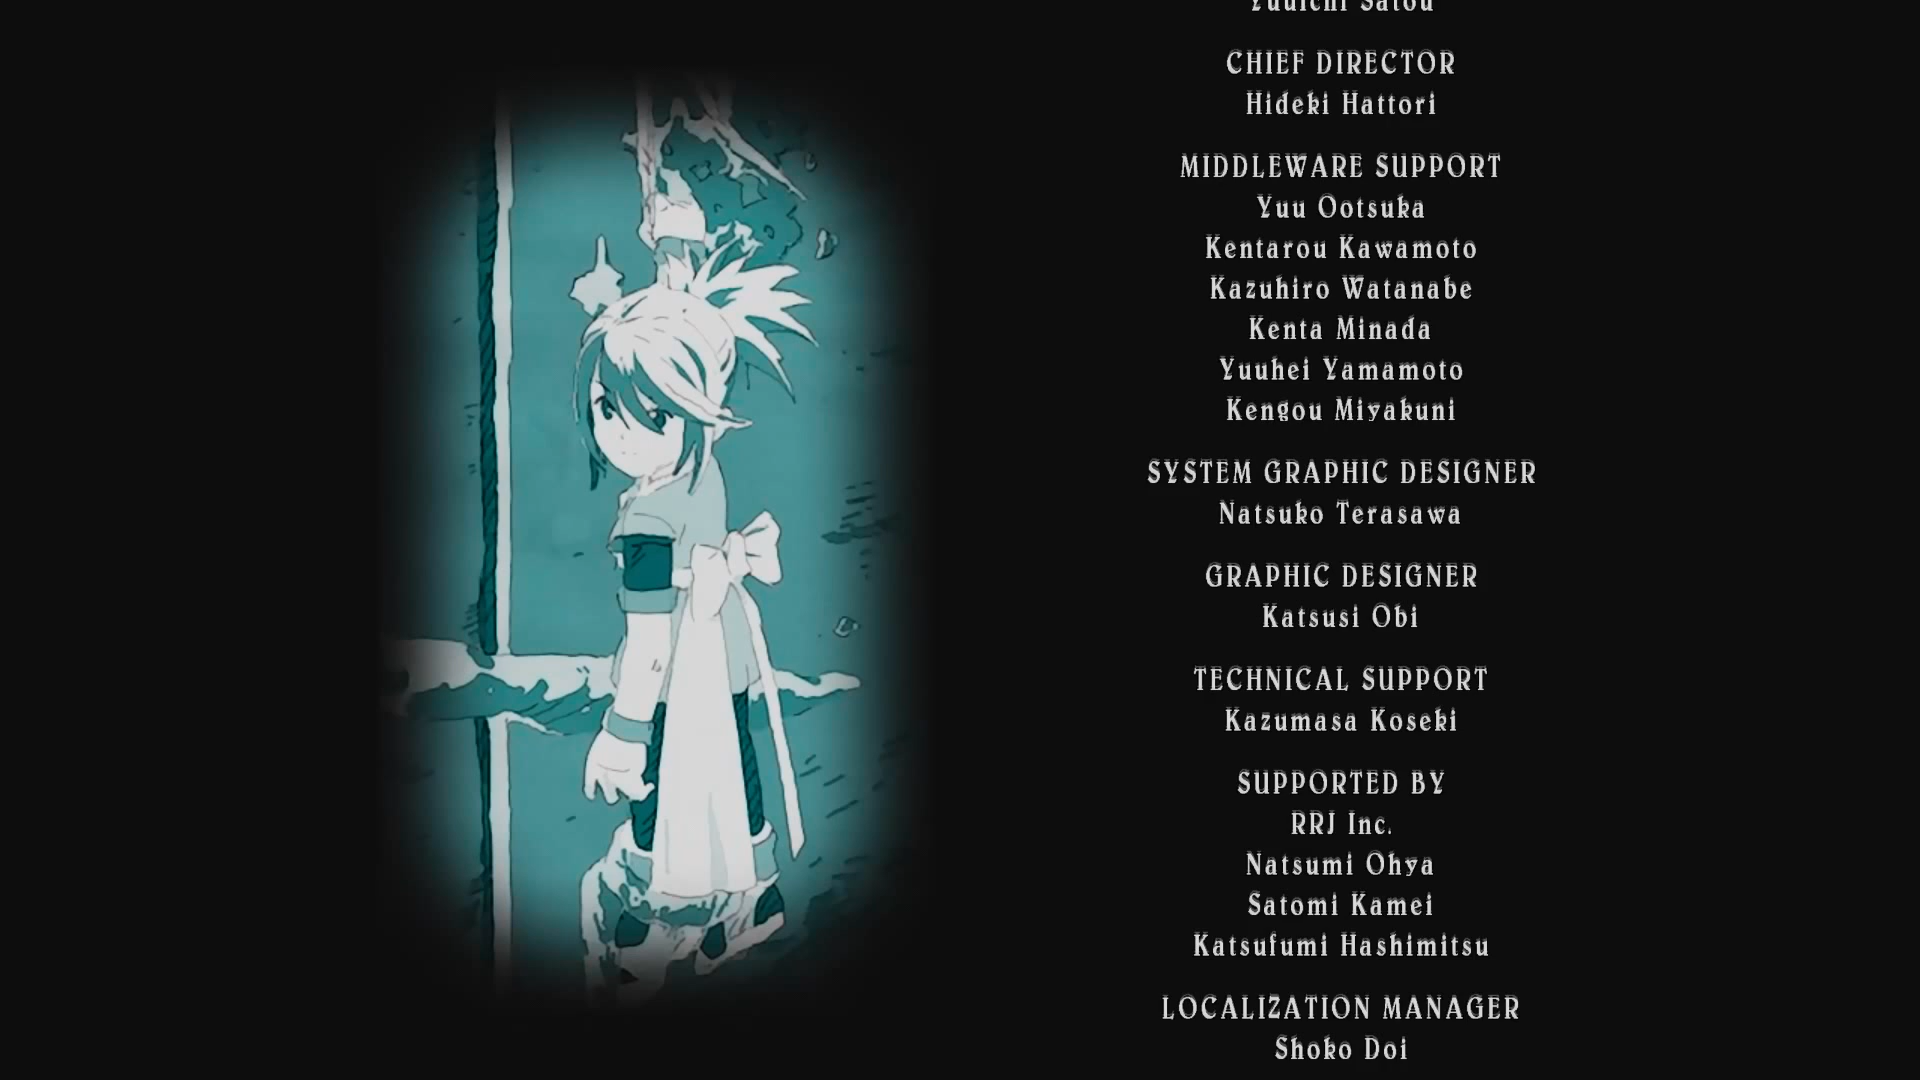 Yuuichi Satou
CHIEF DIRECTOR
Hideki Hattori
MIDDLEWARE SUPPORT
Yuu Ootsuka
Kentarou Kawamoto
Kazuhiro Watanabe
Kenta Minada
Yuuhei Yamamoto
Kengou Miyakuni
SYSTEM GRAPHIC DESIGNER
Natsuko Terasawa
GRAPHIC DESIGNER
Katsusi Obi
TECHNICAL SUPPORT
Kazumasa Koseki
SUPPORTED BY
RRJ Inc.
Natsumi Ohya
Satomi Kamei
Katsufumi Hashimitsu
LOCALIZATION MANAGER
Shoko Doi